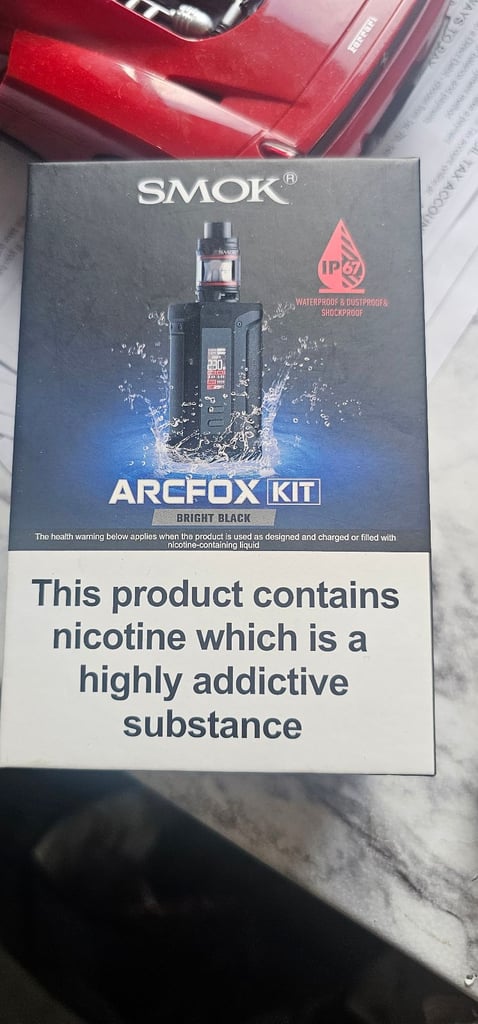 Ferrari
SMOK®
IP67
WATERPROOF & DUSTPROOF &
SHOCKPROOF
230
ARCFOX KIT
BRIGHT BLACK
The health warning below applies when the product is used as designed and charged or filled with
nicotine-containing liquid
This product contains
nicotine which is a
highly addictive
substance